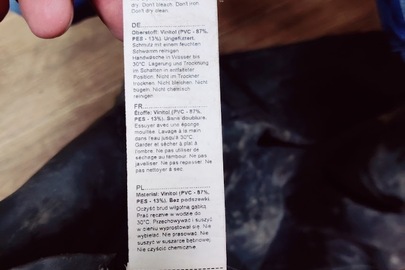 dry. Don't bleach. Don't iron
Don't dry clean.
DE
Oberstoff: Vinitol (PVC - 87%,
PES - 13%). Ungefüttert.
Schmutz mit einem feuchten
Schwamm reinigen
Handwäsche in Wasser bis
30°C. Lagerung und Trocknung
im Schatten in entfalteter
Position. Nicht im Trockner
trocknen. Nicht bleichen. Nicht
bügeln. Nicht chemisch
reinigen
FR
Étoffe: Vinitol (PVC - 87%,
PES - 13%). Sans doublure.
Essuyer avec une éponge
mouillée. Lavage à la main
dans l'eau jusqu'à 30°C
Garder et sécher à plat à
l'ombre. Ne pas utiliser de
séchage au tambour. Ne pas
javelliser. Ne pas repasser. Ne
pas nettoyer à sec.
PL
Materiał: Vinitol (PVC - 87%,
PES - 13%). Bez podszewki.
Oczyść brud wilgotną gąbką.
Prać ręcznie w wodzie do
30°C. Przechowywać i suszyć
w cieniu wyprostował się. Nie
wybielać. Nie prasować. Nie
suszyć w suszarce bębnowej.
Nie czyścić chemicznie